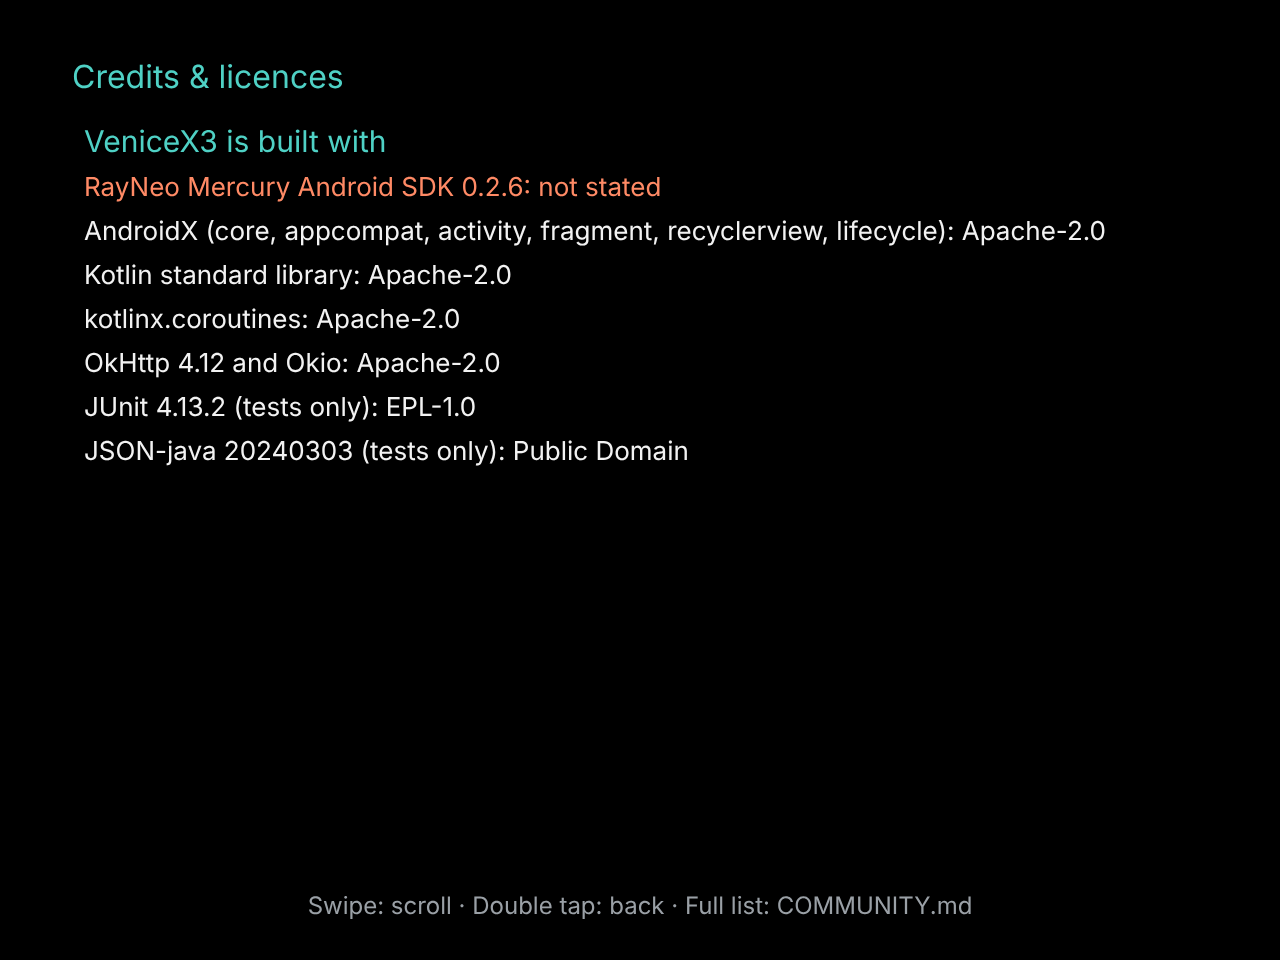 Credits & licences
VeniceX3 is built with
RayNeo Mercury Android SDK 0.2.6: not stated
AndroidX (core, appcompat, activity, fragment, recyclerview, lifecycle): Apache-2.0
Kotlin standard library: Apache-2.0
kotlinx.coroutines: Apache-2.0
OkHttp 4.12 and Okio: Apache-2.0
JUnit 4.13.2 (tests only): EPL-1.0
JSON-java 20240303 (tests only): Public Domain
Swipe: scroll · Double tap: back · Full list: COMMUNITY.md